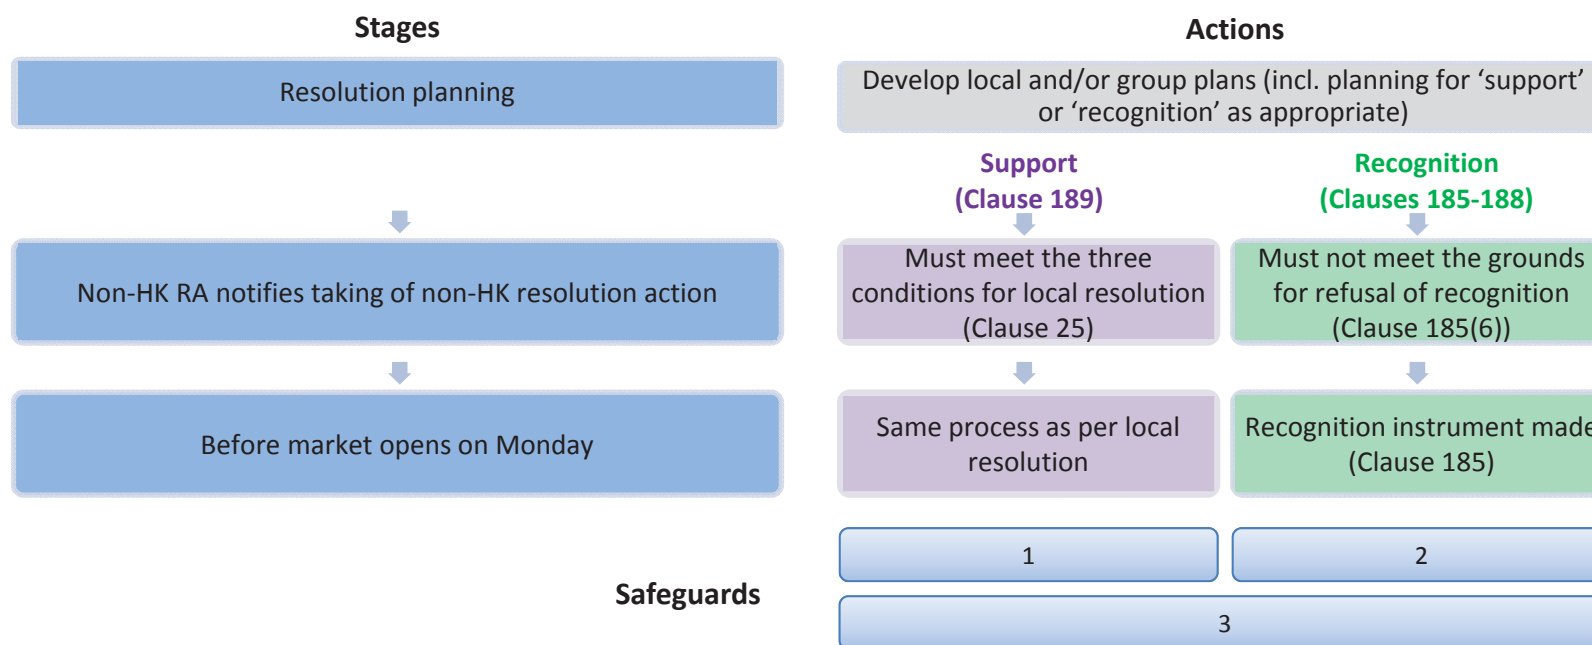 Stages
Actions
Resolution planning
Develop local and/or group plans (incl. planning for ‘support’
or ‘recognition’ as appropriate)
Support
(Clause 189)
Recognition
(Clauses 185-188)
Non-HK RA notifies taking of non-HK resolution action
Must meet the three
conditions for local resolution
(Clause 25)
Must not meet the grounds
for refusal of recognition
(Clause 185(6))
Before market opens on Monday
Same process as per local
resolution
Recognition instrument made
(Clause 185)
1
2
Safeguards
3